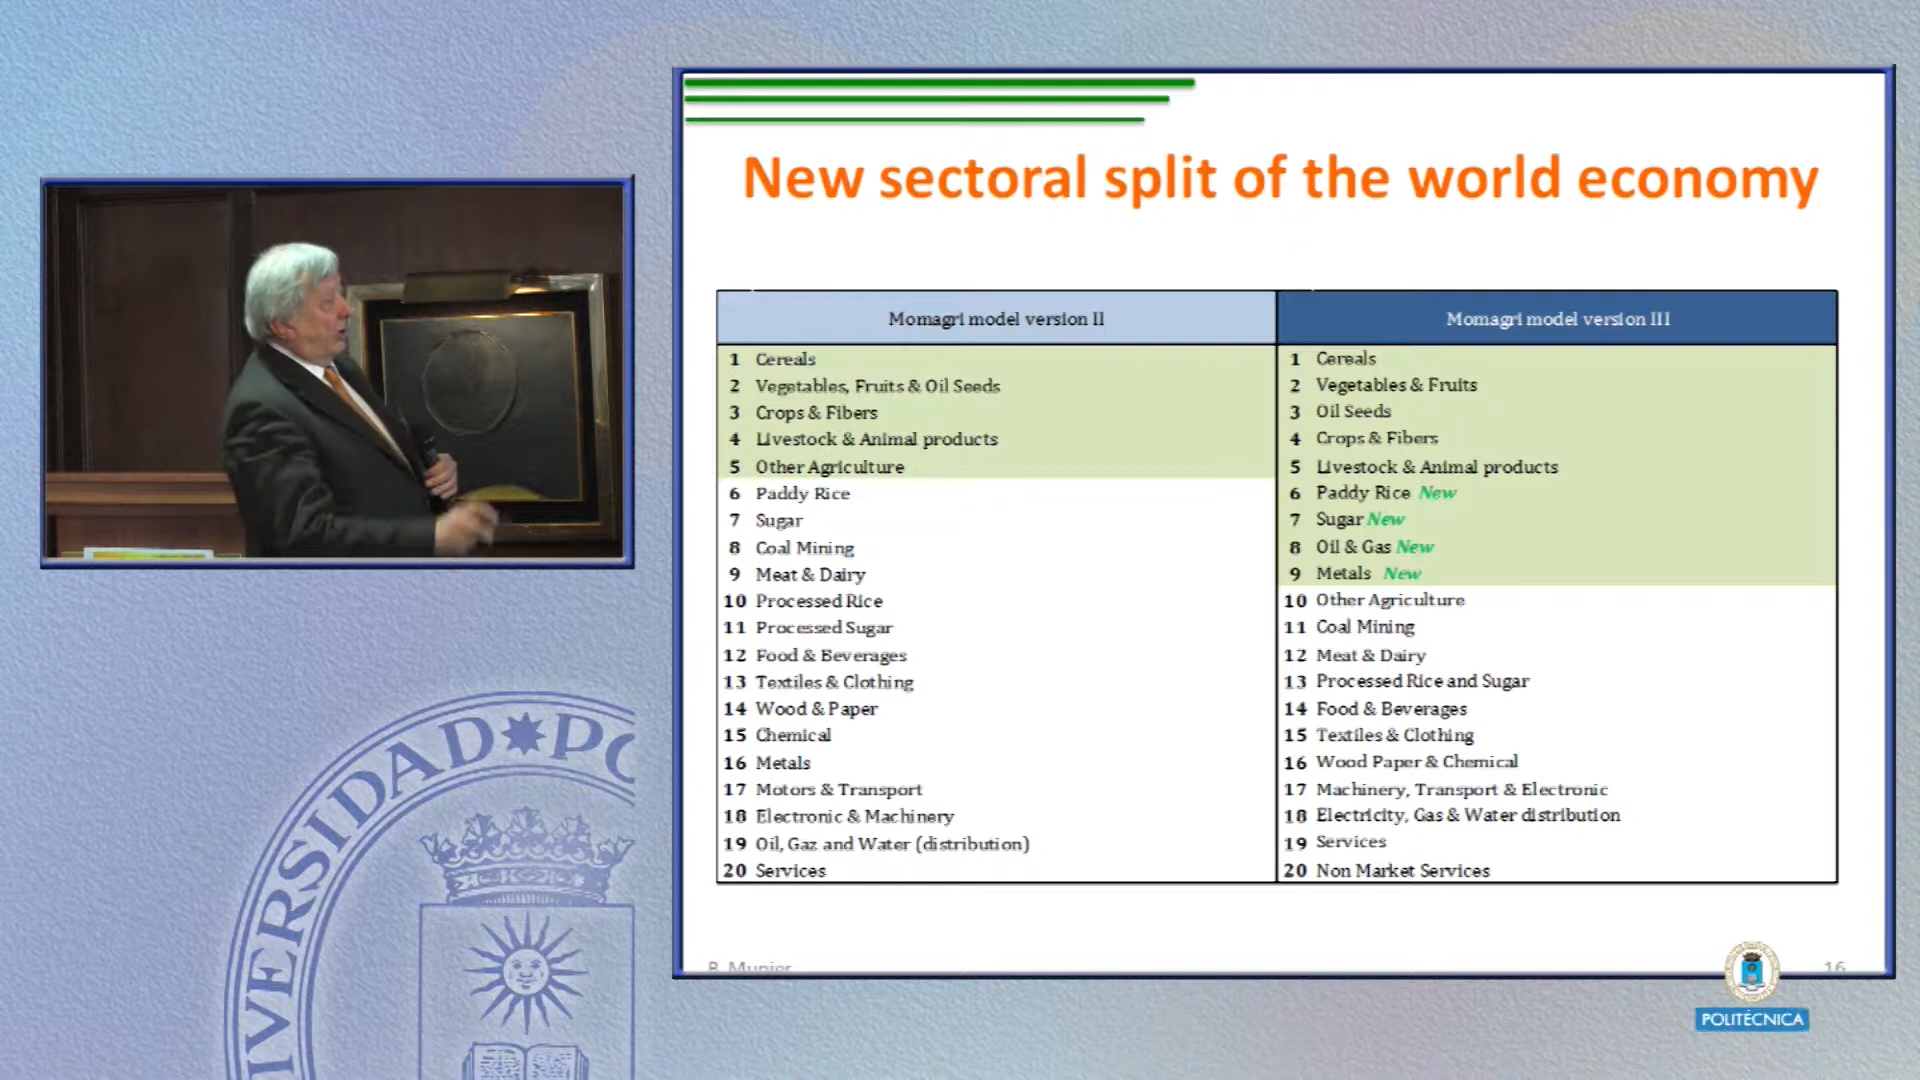 New sectoral split of the world economy
Momagri model version II
1 Cereals
2 Vegetables, Fruits & Oil Seeds
3 Crops & Fibers
4 Livestock & Animal products
5 Other Agriculture
6 Paddy Rice
7 Sugar
8 Coal Mining
9 Meat & Dairy
10 Processed Rice
11 Processed Sugar
12 Food & Beverages
13 Textiles & Clothing
14 Wood & Paper
15 Chemical
16 Metals
17 Motors & Transport
18 Electronic & Machinery
19 Oil, Gaz and Water (distribution)
20 Services
Momagri model version III
1 Cereals
2 Vegetables & Fruits
3 Oil Seeds
4 Crops & Fibers
5 Livestock & Animal products
6 Paddy Rice New
7 Sugar New
8 Oil & Gas New
9 Metals New
10 Other Agriculture
11 Coal Mining
12 Meat & Dairy
13 Processed Rice and Sugar
14 Food & Beverages
15 Textiles & Clothing
16 Wood Paper & Chemical
17 Machinery, Transport & Electronic
18 Electricity, Gas & Water distribution
19 Services
20 Non Market Services
B. Munier
16
POLITÉCNICA
IVERSIDAD PO